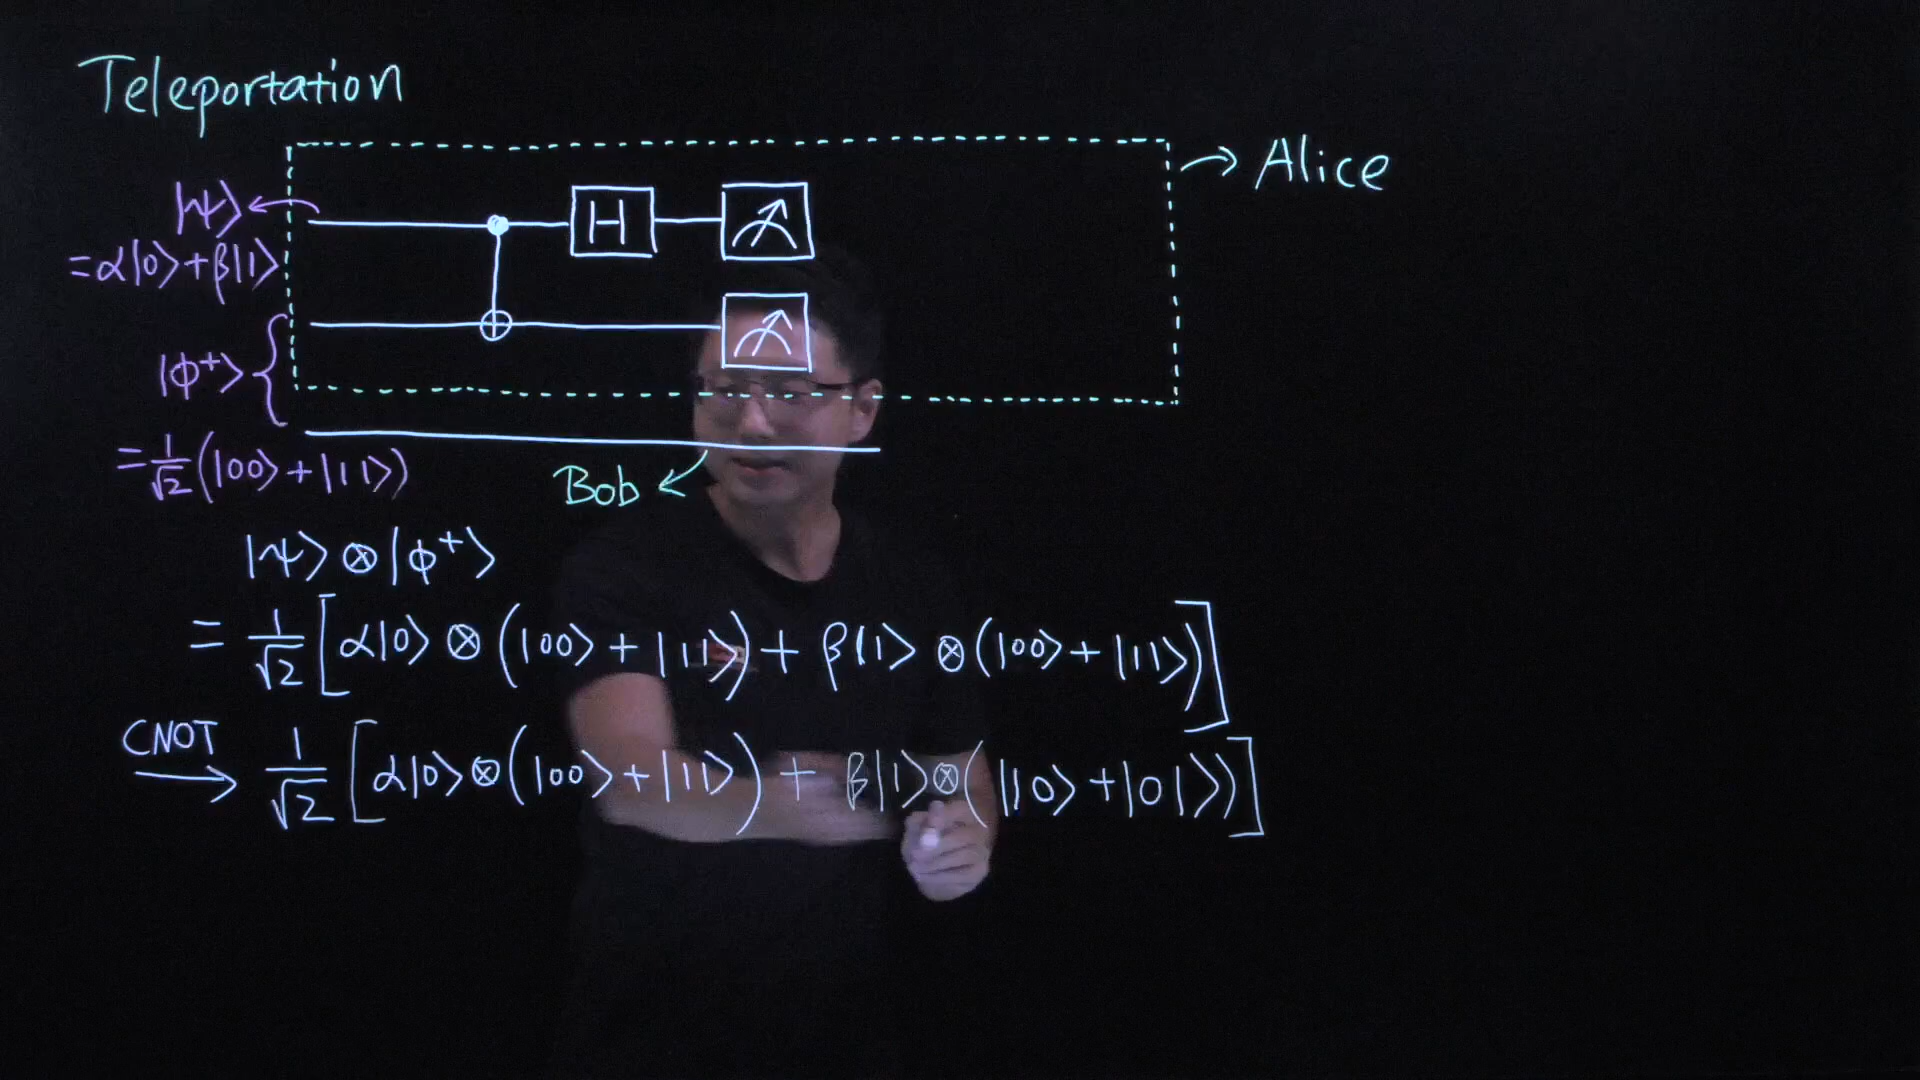 Teleportation
→ Alice
|ψ⟩
= α|0⟩ + β|1⟩
H
|ϕ⁺⟩ {
= 1/√2 (|00⟩ + |11⟩)
Bob ←
|ψ⟩ ⊗ |ϕ⁺⟩
= 1/√2 [α|0⟩ ⊗ (|00⟩ + |11⟩) + β|1⟩ ⊗ (|00⟩ + |11⟩)]
CNOT → 1/√2 [α|0⟩ ⊗ (|00⟩ + |11⟩) + β|1⟩ ⊗ (|10⟩ + |01⟩)]